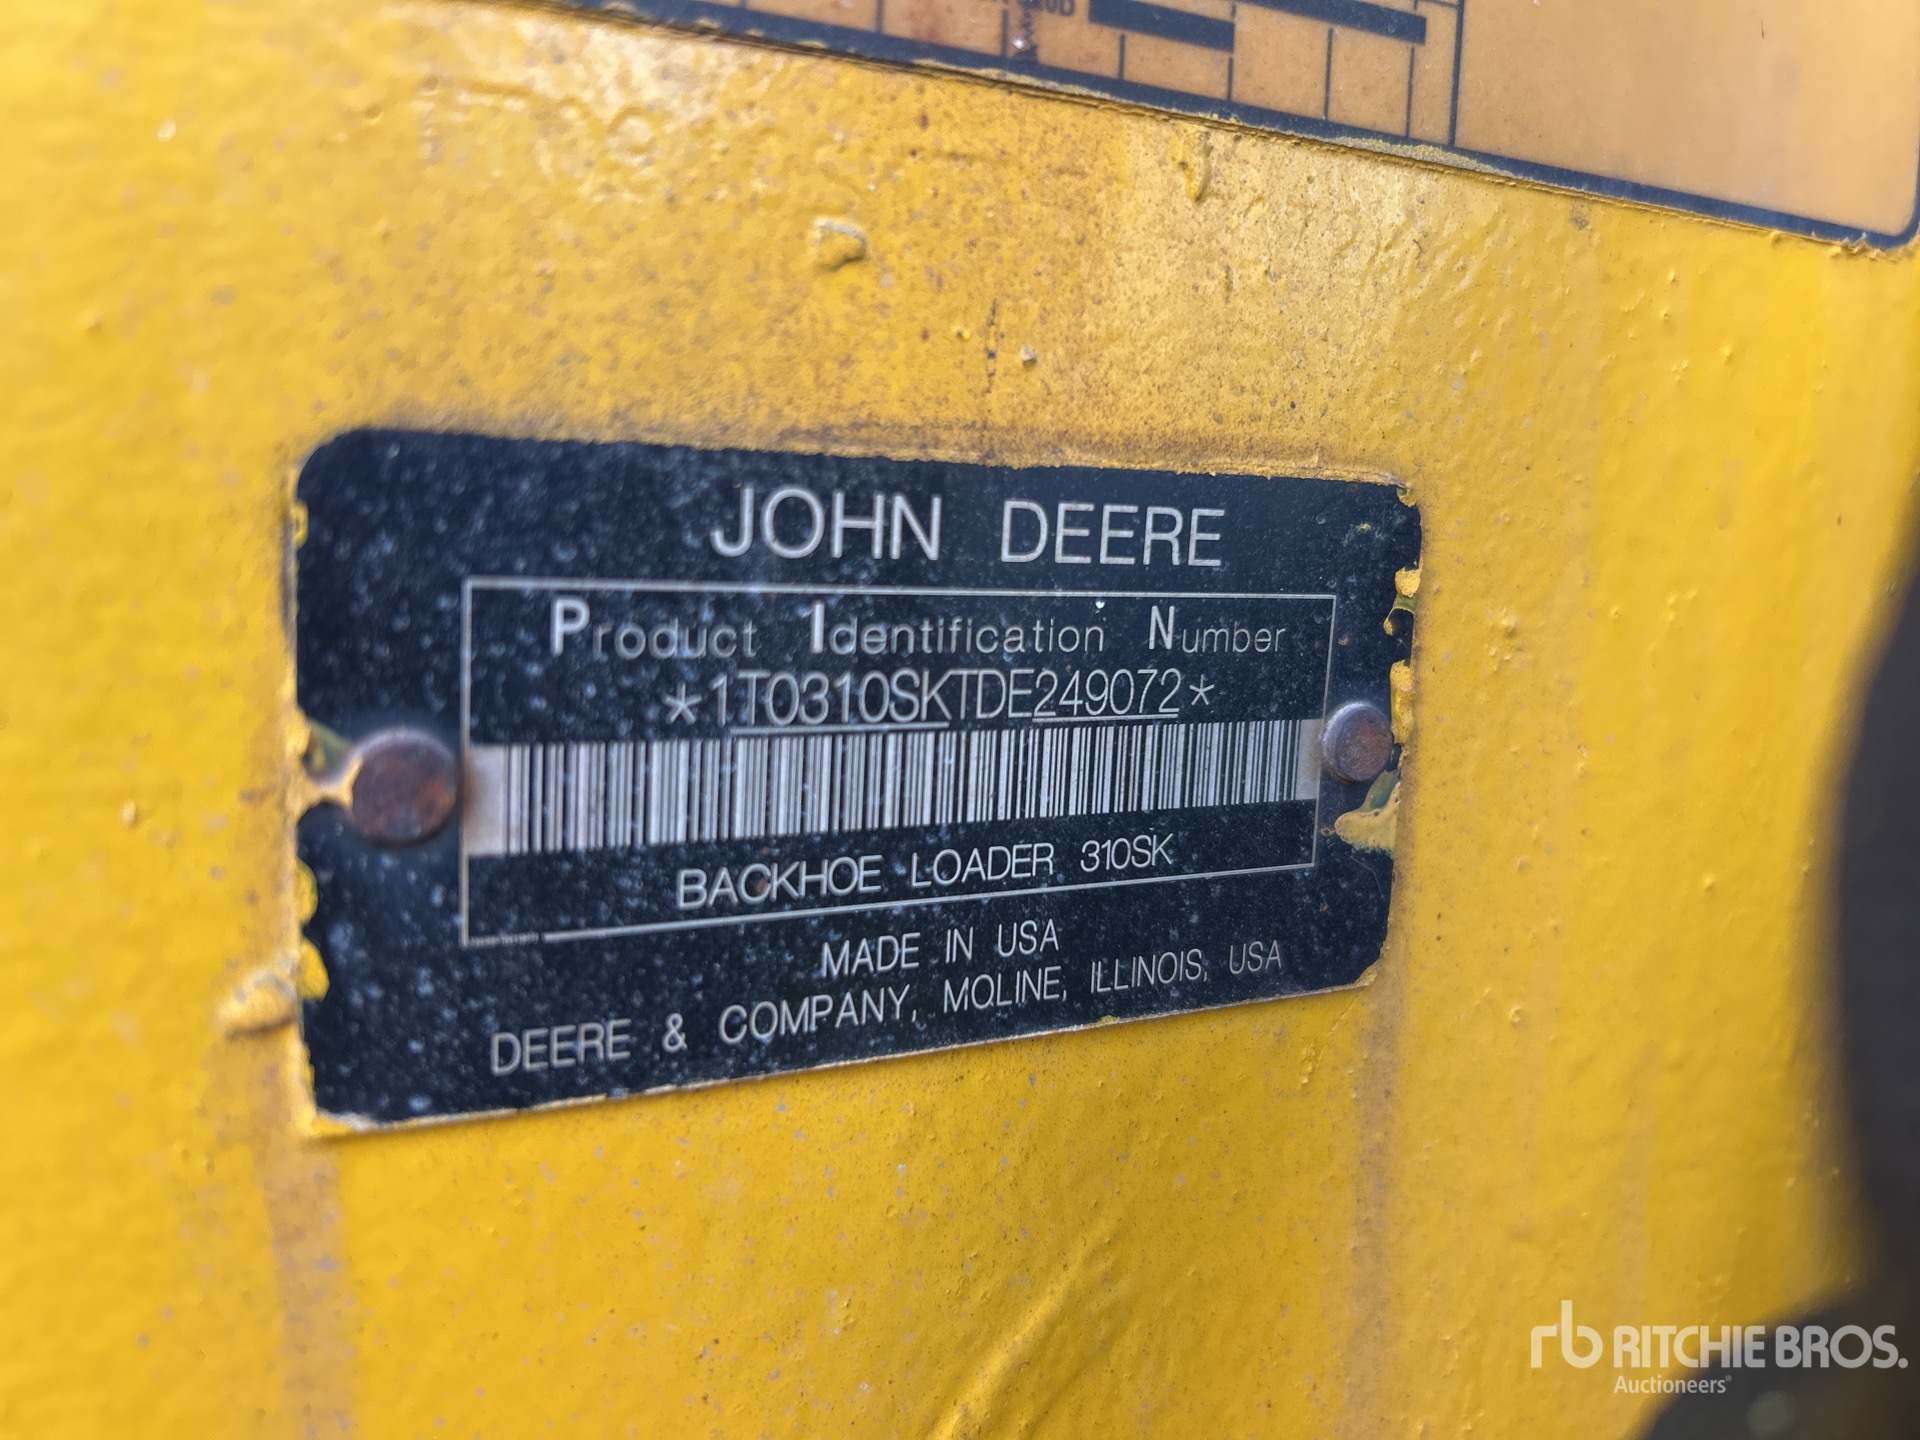 JOHN DEERE
Product Identification Number
*1T0310SKTDE249072*
BACKHOE LOADER 310SK
MADE IN USA
DEERE & COMPANY, MOLINE, ILLINOIS, USA
rb RITCHIE BROS.
Auctioneers®